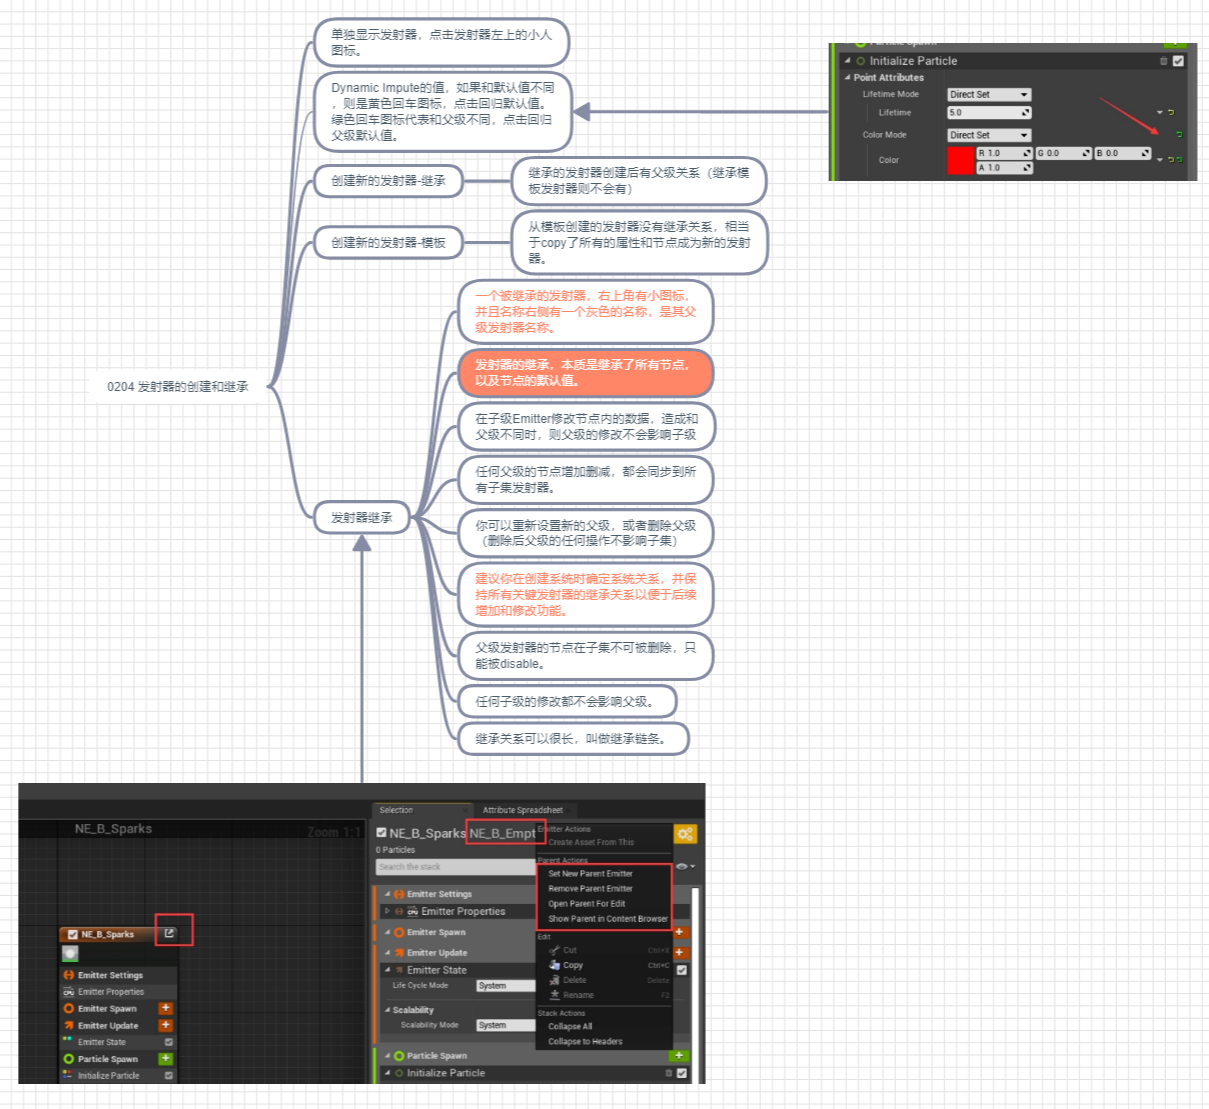 单独显示发射器，点击发射器左上的小人
图标。
Dynamic Impute的值，如果和默认值不同
，则是黄色回车图标，点击回归默认值。
绿色回车图标代表和父级不同，点击回归
父级默认值。
创建新的发射器-继承
继承的发射器创建后有父级关系（继承模
板发射器则不会有）
创建新的发射器-模板
从模板创建的发射器没有继承关系，相当
于copy了所有的属性和节点成为新的发射
器。
0204 发射器的创建和继承
发射器继承
一个被继承的发射器，右上角有小图标，
并且名称右侧有一个灰色的名称，是其父
级发射器名称。
发射器的继承，本质是继承了所有节点，
以及节点的默认值。
在子级Emitter修改节点内的数据，造成和
父级不同时，则父级的修改不会影响子级
任何父级的节点增加删减，都会同步到所
有子集发射器。
你可以重新设置新的父级，或者删除父级
（删除后父级的任何操作不影响子集）
建议你在创建系统时确定系统关系，并保
持所有关键发射器的继承关系以便于后续
增加和修改功能。
父级发射器的节点在子集不可被删除，只
能被disable。
任何子级的修改都不会影响父级。
继承关系可以很长，叫做继承链条。
Initialize Particle
Point Attributes
Lifetime Mode Direct Set
Lifetime 5.0
Color Mode Direct Set
Color R 1.0 G 0.0 B 0.0
A 1.0
NE_B_Sparks Zoom 1:1
NE_B_Sparks
Emitter Settings
Emitter Properties
Emitter Spawn
Emitter Update
Emitter State
Particle Spawn
Initialize Particle
Selection Attribute Spreadsheet
NE_B_Sparks NE_B_Empt
0 Particles
Search the stack
Emitter Settings
Emitter Properties
Emitter Spawn
Emitter Update
Emitter State
Life Cycle Mode System
Scalability
Scalability Mode System
Particle Spawn
Initialize Particle
Emitter Actions
Create Asset From This
Parent Actions
Set New Parent Emitter
Remove Parent Emitter
Open Parent For Edit
Show Parent in Content Browser
Edit
Cut Ctrl+X
Copy Ctrl+C
Delete Delete
Rename F2
Stack Actions
Collapse All
Collapse to Headers